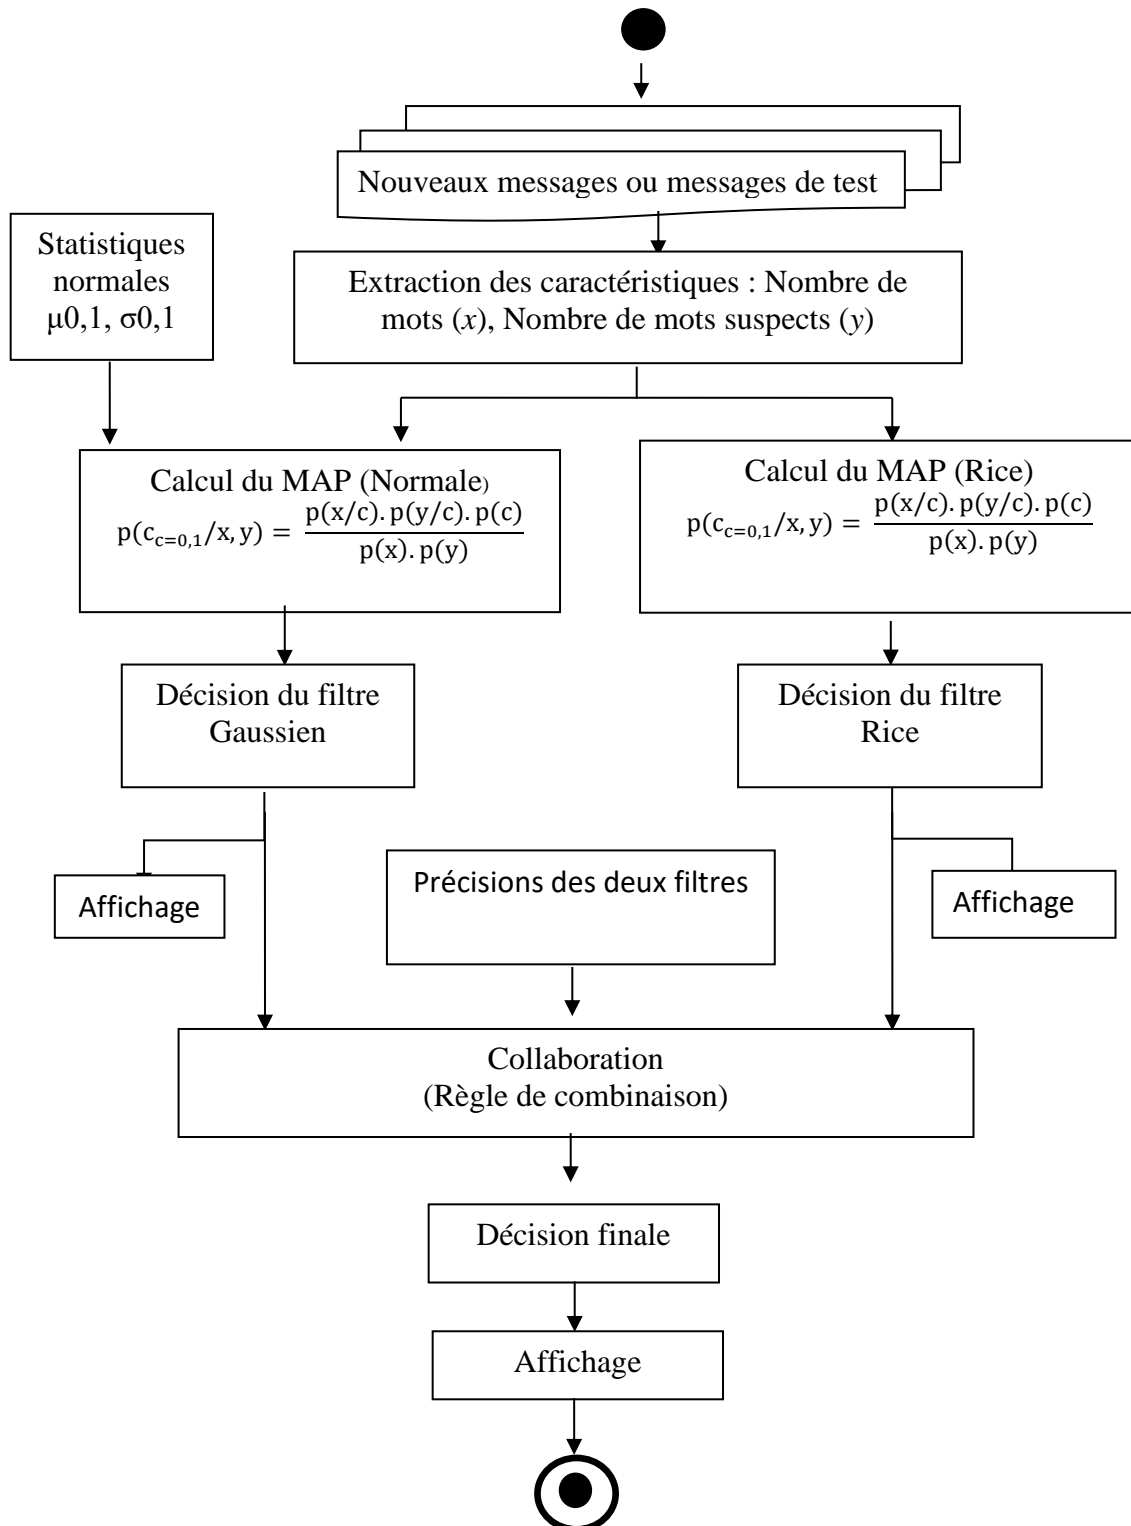 Nouveaux messages ou messages de test
Statistiques
normales
μ0,1, σ0,1
Extraction des caractéristiques : Nombre de
mots (x), Nombre de mots suspects (y)
Calcul du MAP (Normale)
p(c_{c=0,1}/x, y) = \frac{p(x/c). p(y/c). p(c)}{p(x). p(y)}
Calcul du MAP (Rice)
p(c_{c=0,1}/x, y) = \frac{p(x/c). p(y/c). p(c)}{p(x). p(y)}
Décision du filtre
Gaussien
Décision du filtre
Rice
Affichage
Précisions des deux filtres
Affichage
Collaboration
(Règle de combinaison)
Décision finale
Affichage